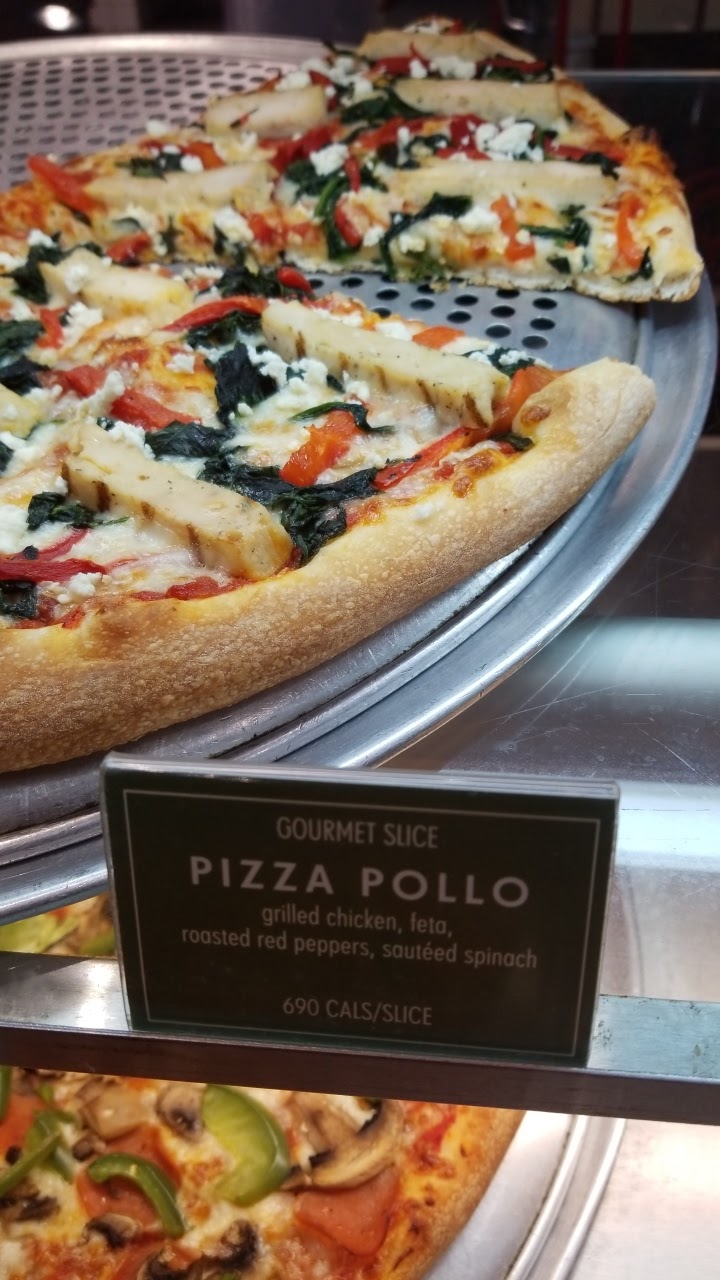 GOURMET SLICE
PIZZA POLLO
grilled chicken, feta,
roasted red peppers, sautéed spinach
690 CALS/SLICE